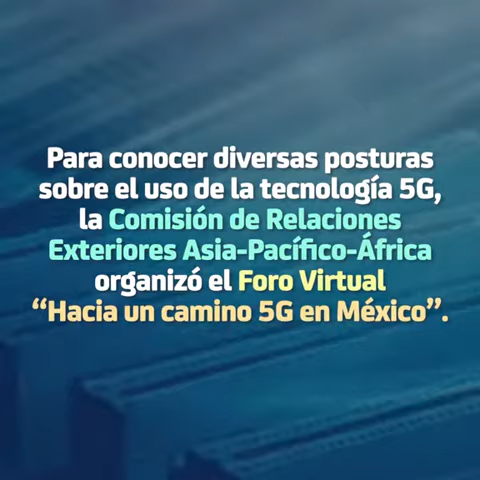 Para conocer diversas posturas
sobre el uso de la tecnología 5G,
la Comisión de Relaciones
Exteriores Asia-Pacífico-África
organizó el Foro Virtual
“Hacia un camino 5G en México”.